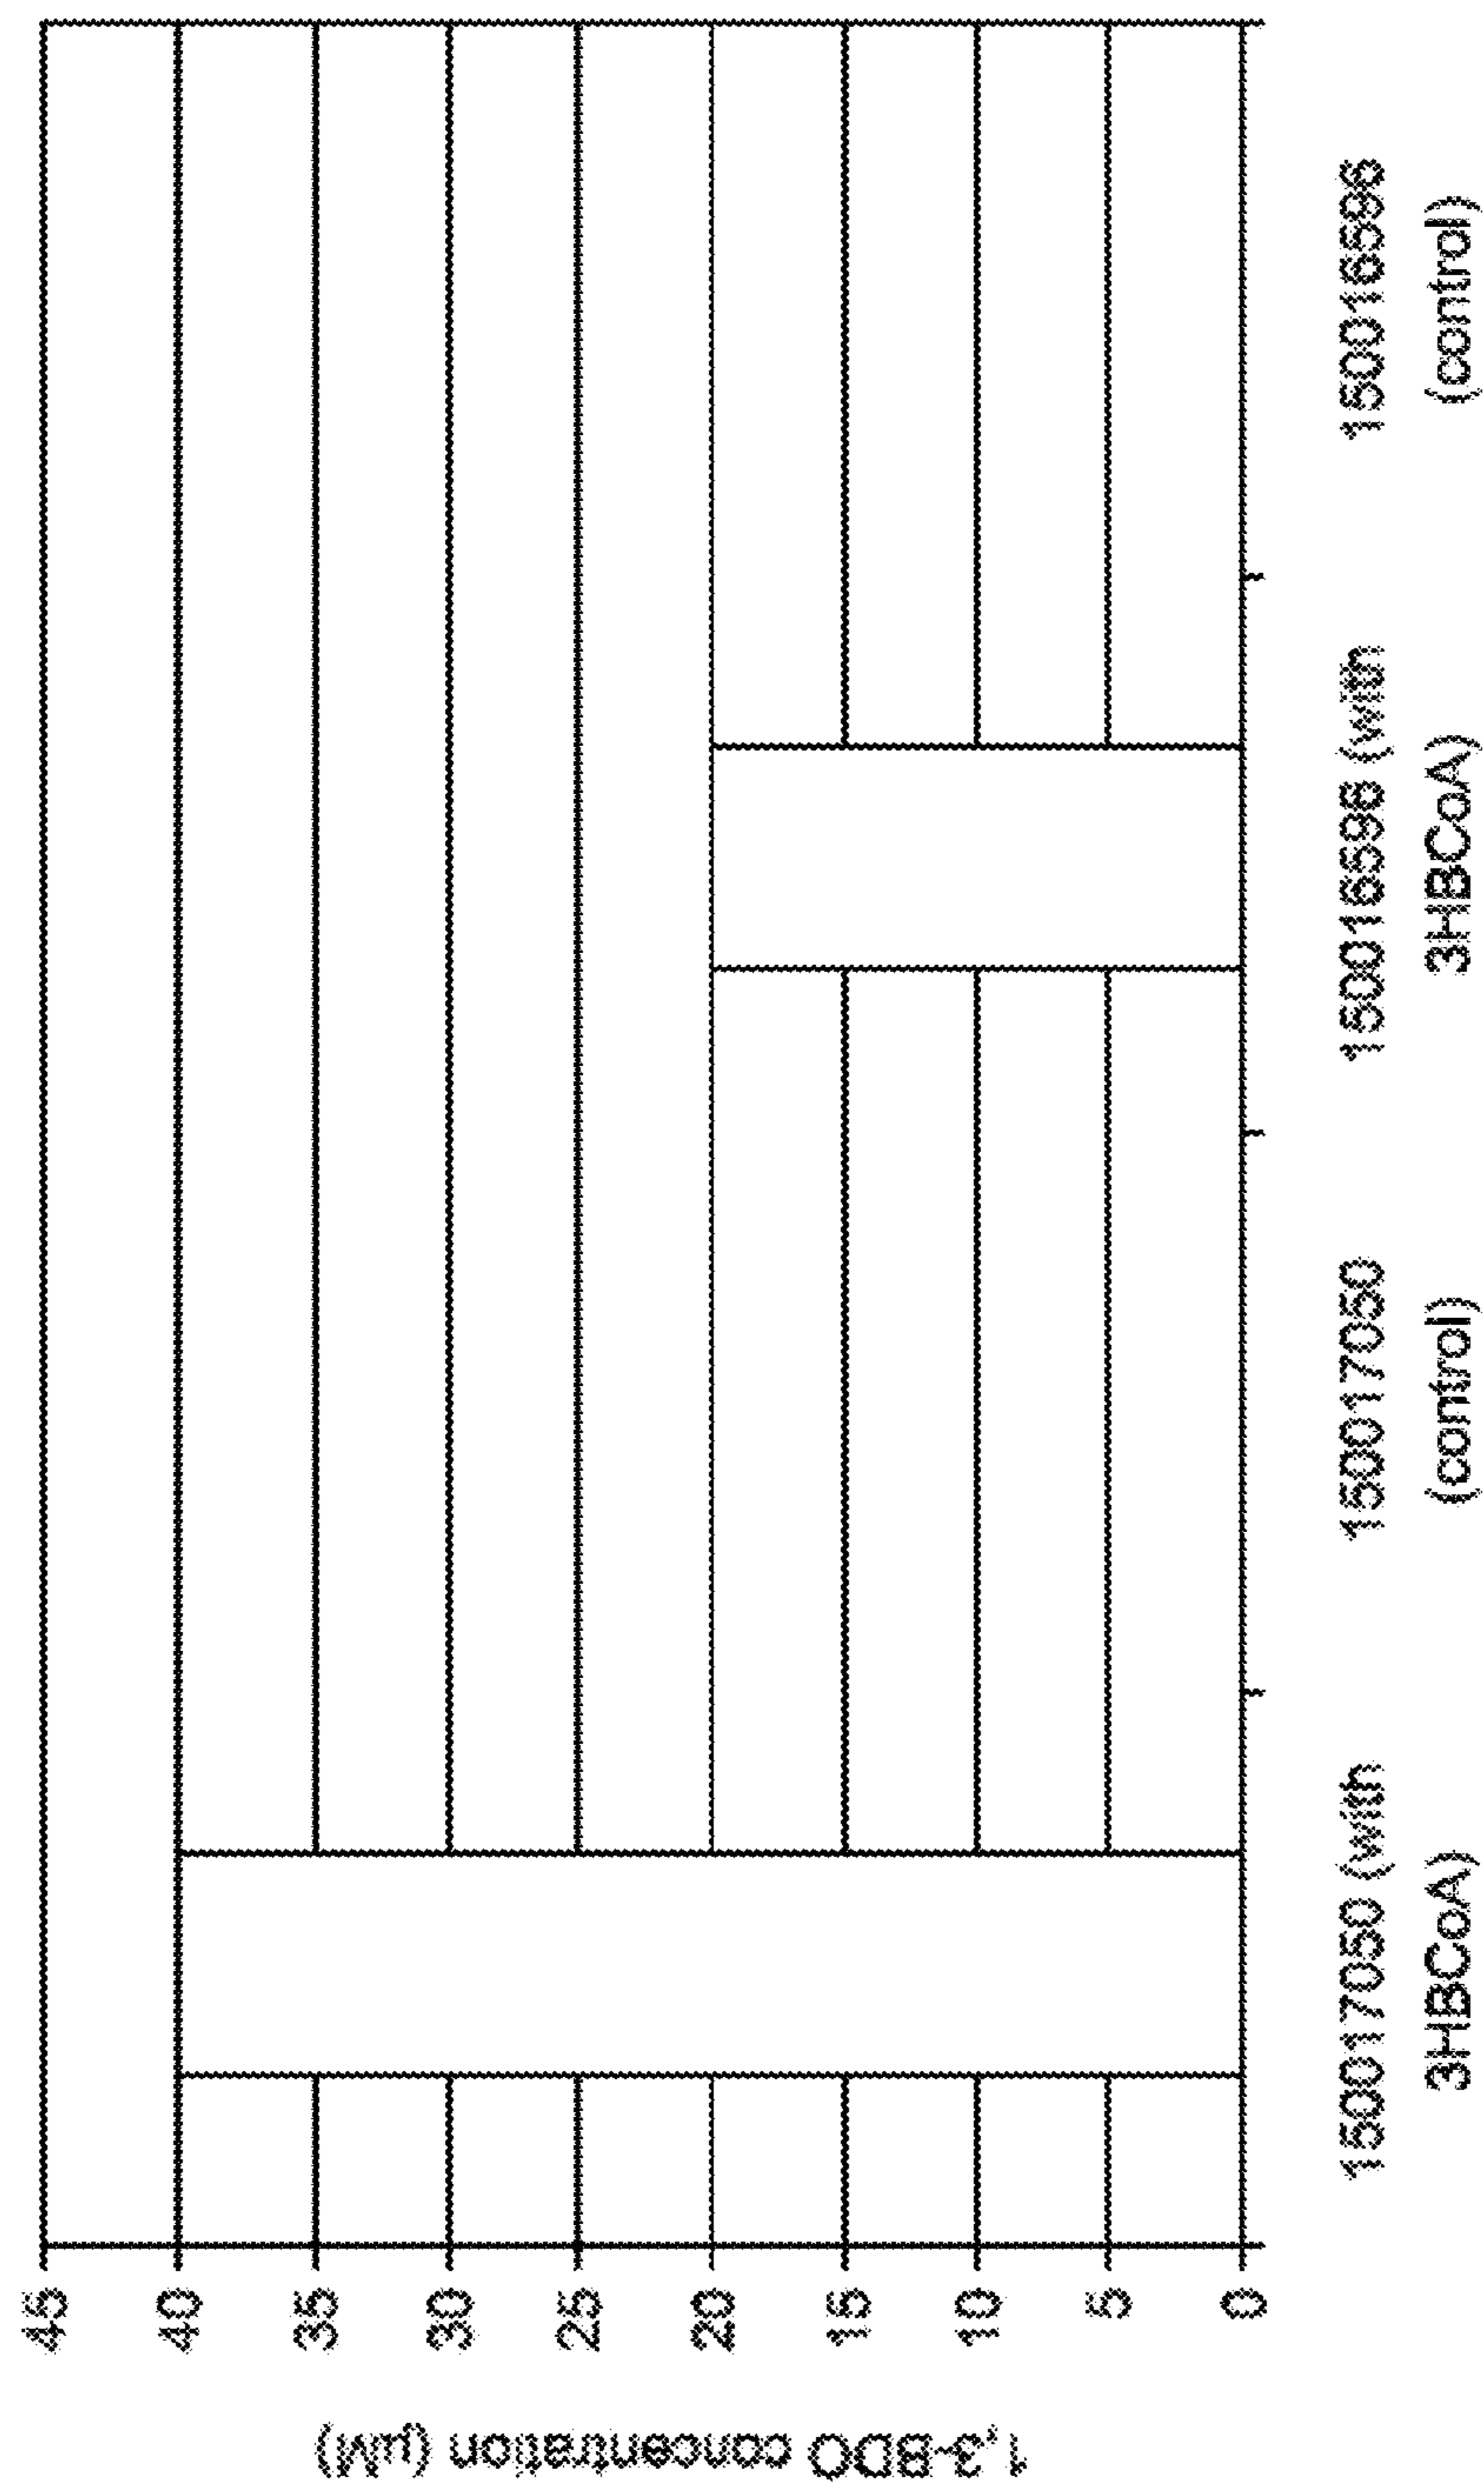 1,3-BDO concentration (µM)
45
40
35
30
25
20
15
10
5
0
150017050 (with
3HBCoA)
150017050
(control)
150016596 (with
3HBCoA)
150016596
(control)